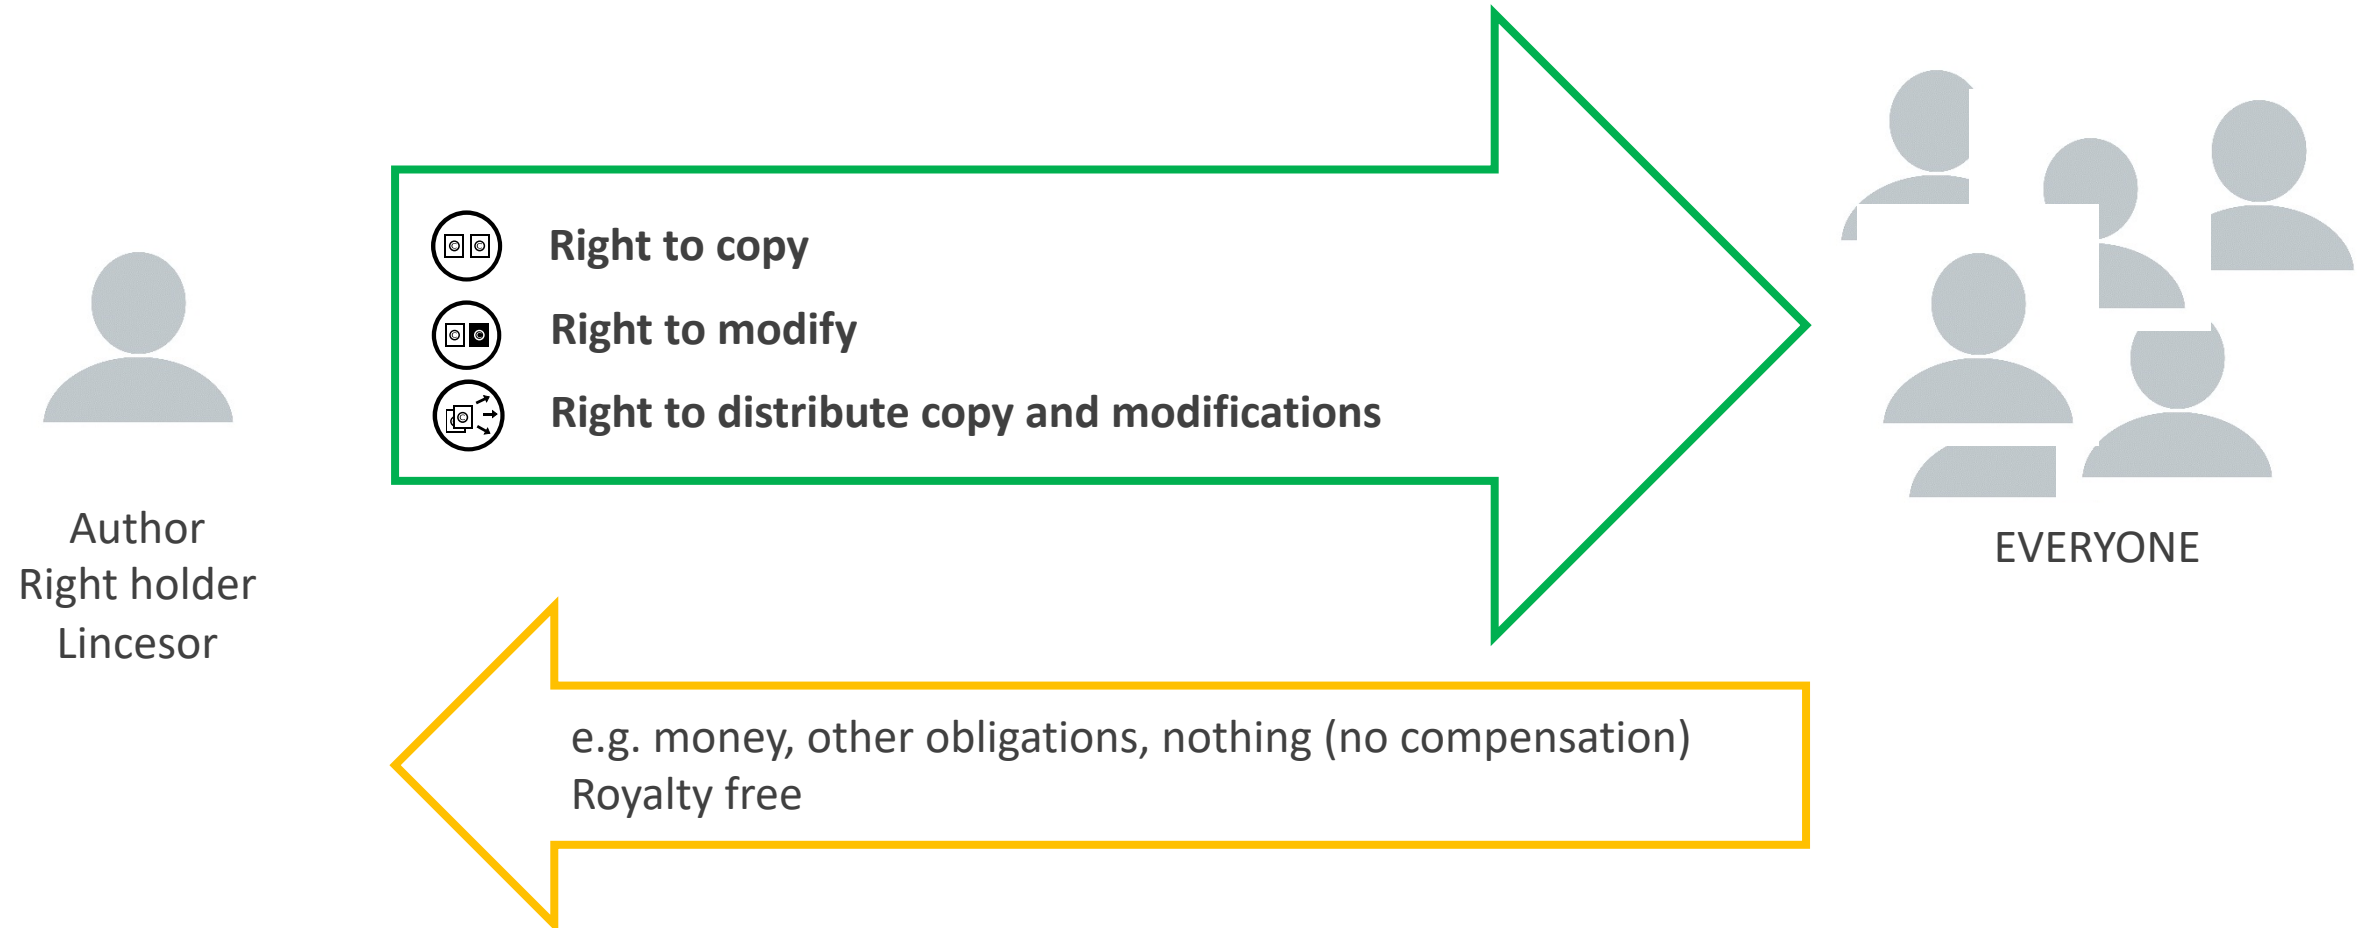 Right to copy
Right to modify
Right to distribute copy and modifications
Author
Right holder
Lincesor
EVERYONE
e.g. money, other obligations, nothing (no compensation)
Royalty free